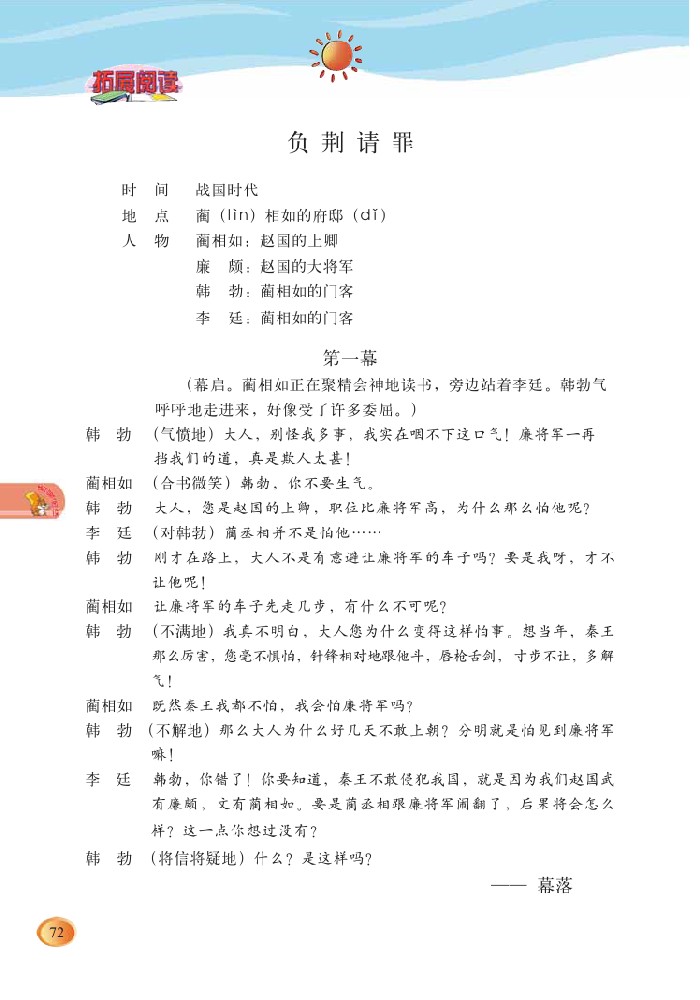 拓展阅读
负荆请罪
时 间 战国时代
地 点 蔺（lìn）相如的府邸（dǐ）
人 物 蔺相如：赵国的上卿
廉 颇：赵国的大将军
韩 勃：蔺相如的门客
李 廷：蔺相如的门客
第一幕
（幕启。蔺相如正在聚精会神地读书，旁边站着李廷。韩勃气
呼呼地走进来，好像受了许多委屈。）
韩 勃 （气愤地）大人，别怪我多事，我实在咽不下这口气！廉将军一再
挡我们的道，真是欺人太甚！
蔺相如 （合书微笑）韩勃，你不要生气。
韩 勃 大人，您是赵国的上卿，职位比廉将军高，为什么那么怕他呢？
李 廷 （对韩勃）蔺丞相并不是怕他……
韩 勃 刚才在路上，大人不是有意避让廉将军的车子吗？要是我呀，才不
让他呢！
蔺相如 让廉将军的车子先走几步，有什么不可呢？
韩 勃 （不满地）我真不明白，大人您为什么变得这样怕事。想当年，秦王
那么厉害，您毫不惧怕，针锋相对地跟他斗，唇枪舌剑，寸步不让，多解
气！
蔺相如 既然秦王我都不怕，我会怕廉将军吗？
韩 勃 （不解地）那么大人为什么好几天不敢上朝？分明就是怕见到廉将军
嘛！
李 廷 韩勃，你错了！你要知道，秦王不敢侵犯我国，就是因为我们赵国武
有廉颇，文有蔺相如。要是蔺丞相跟廉将军闹翻了，后果将会怎么
样？这一点你想过没有？
韩 勃 （将信将疑地）什么？是这样吗？
—— 幕落
72